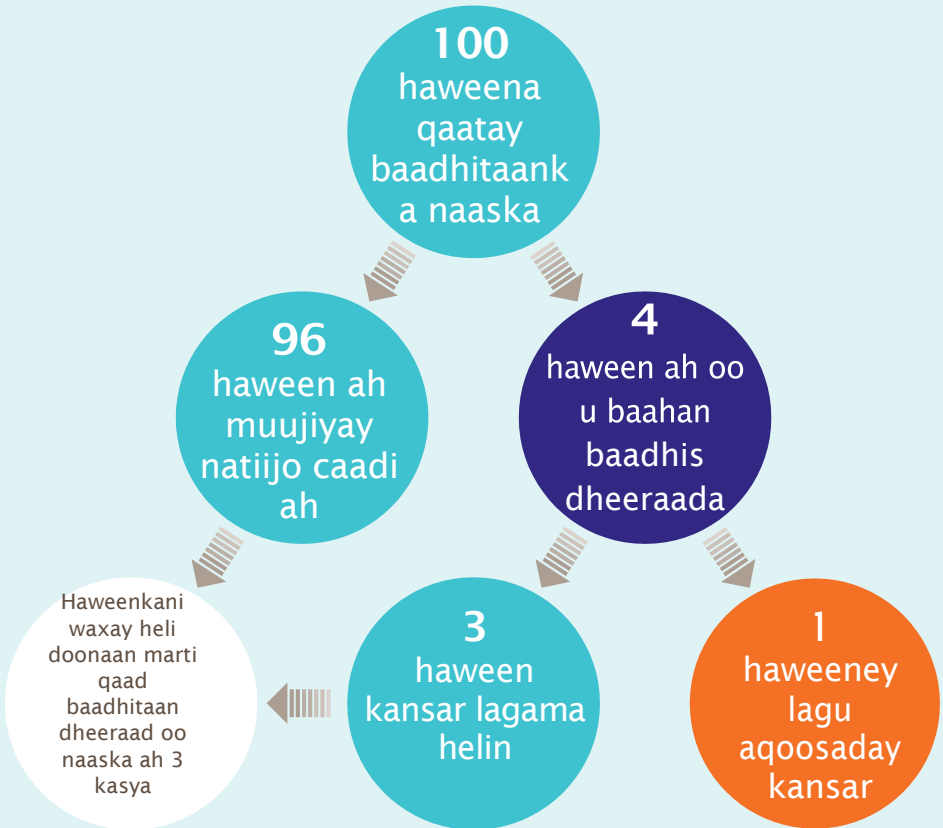 100
haweena
qaatay
baadhitaank
a naaska
96
haween ah
muujiyay
natiijo caadi
ah
4
haween ah oo
u baahan
baadhis
dheeraada
Haweenkani
waxay heli
doonaan marti
qaad
baadhitaan
dheeraad oo
naaska ah 3
kasya
3
haween
kansar lagama
helin
1
haweeney
lagu
aqoosaday
kansar